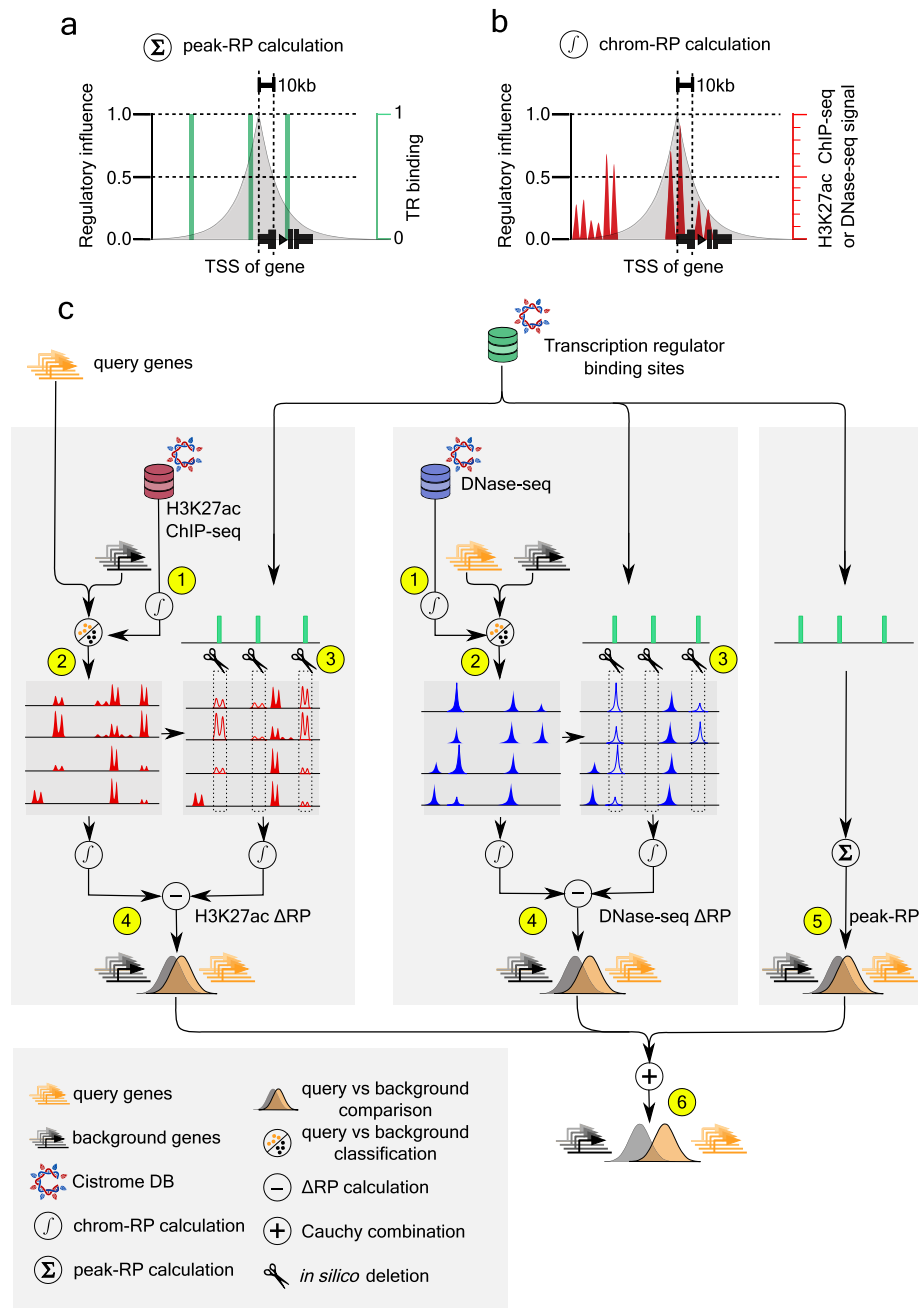 a
Σ peak-RP calculation
10kb
Regulatory influence
1.0
0.5
0.0
1
0
TR binding
TSS of gene
b
∫ chrom-RP calculation
10kb
Regulatory influence
1.0
0.5
0.0
H3K27ac ChIP-seq
or DNase-seq signal
TSS of gene
c
query genes
Transcription regulator
binding sites
H3K27ac
ChIP-seq
1
∫
2
3
∫
∫
−
4
H3K27ac ΔRP
DNase-seq
1
∫
2
3
∫
∫
−
4
DNase-seq ΔRP
Σ
5
peak-RP
+
6
query genes
background genes
Cistrome DB
∫ chrom-RP calculation
Σ peak-RP calculation
query vs background
comparison
query vs background
classification
− ΔRP calculation
+ Cauchy combination
in silico deletion